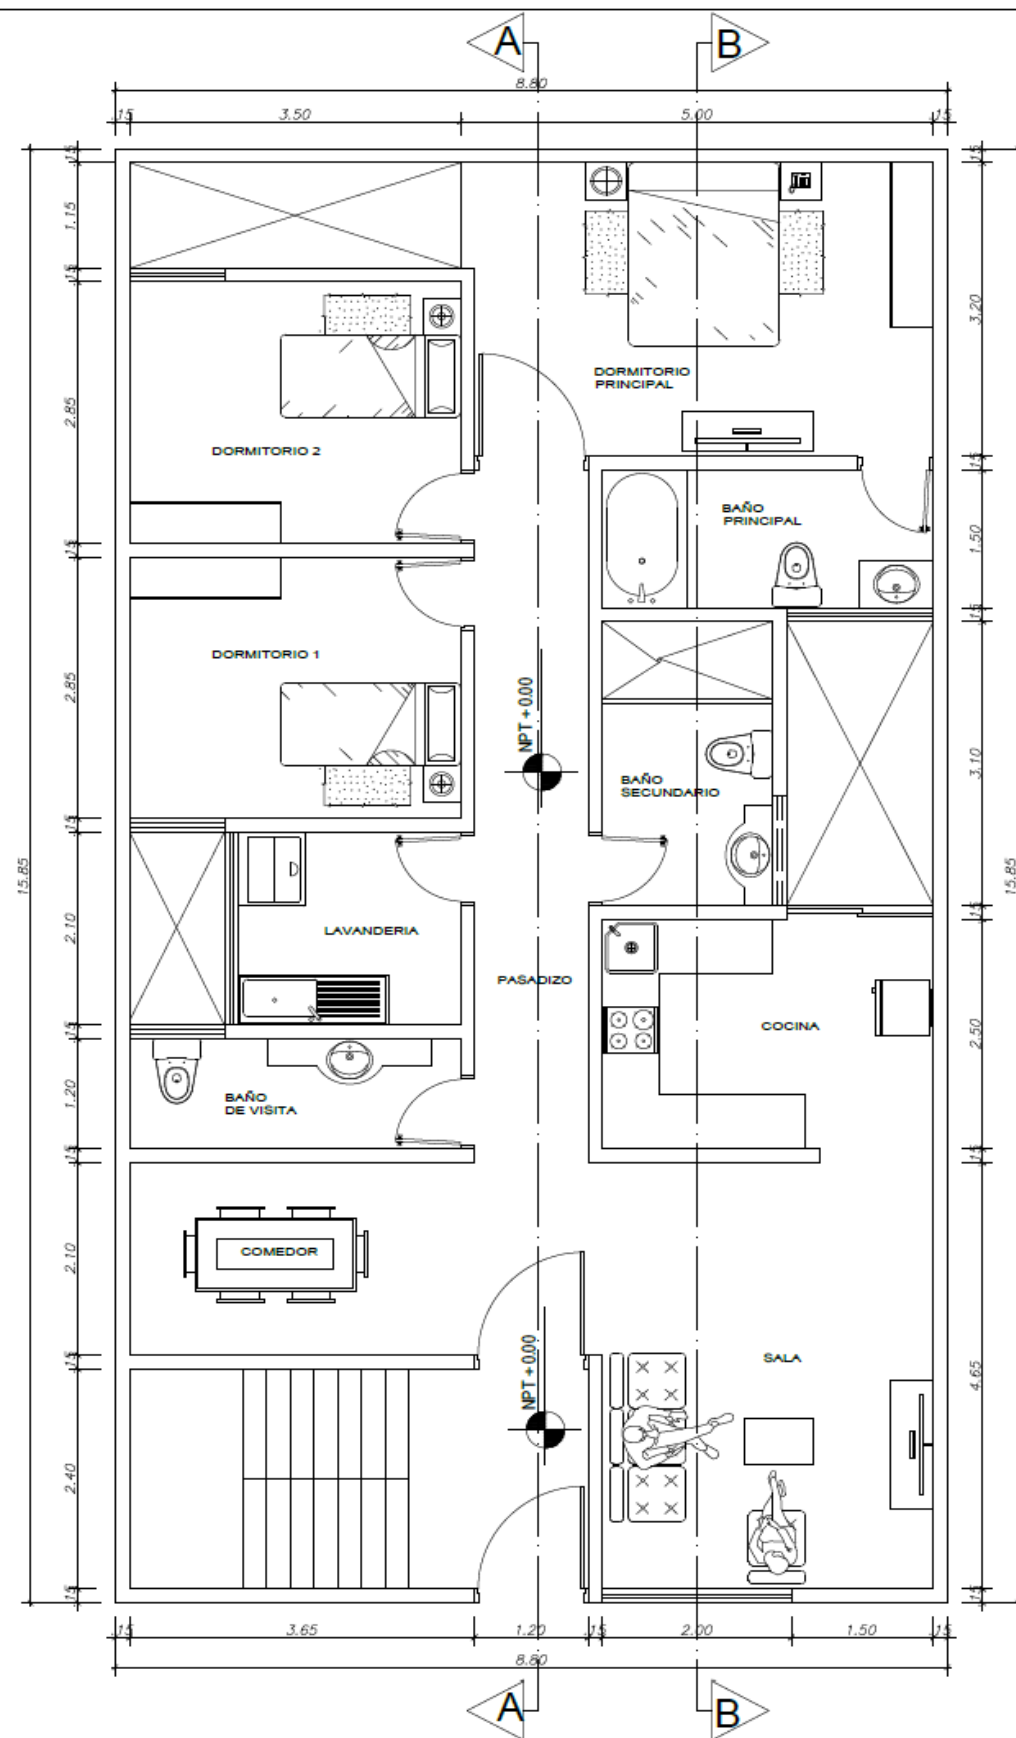 A
B
8.80
.15
3.50
5.00
.15
.15
1.15
.15
2.85
.15
2.85
.15
2.10
.15
1.20
.15
2.10
.15
2.40
.15
15.85
.15
3.20
.15
1.50
.15
3.10
.15
2.50
.15
4.65
.15
15.85
DORMITORIO
PRINCIPAL
DORMITORIO 2
BAÑO
PRINCIPAL
DORMITORIO 1
NPT + 0.00
BAÑO
SECUNDARIO
LAVANDERIA
PASADIZO
COCINA
BAÑO
DE VISITA
COMEDOR
NPT + 0.00
SALA
.15
3.65
1.20
.15
2.00
1.50
.15
8.80
A
B